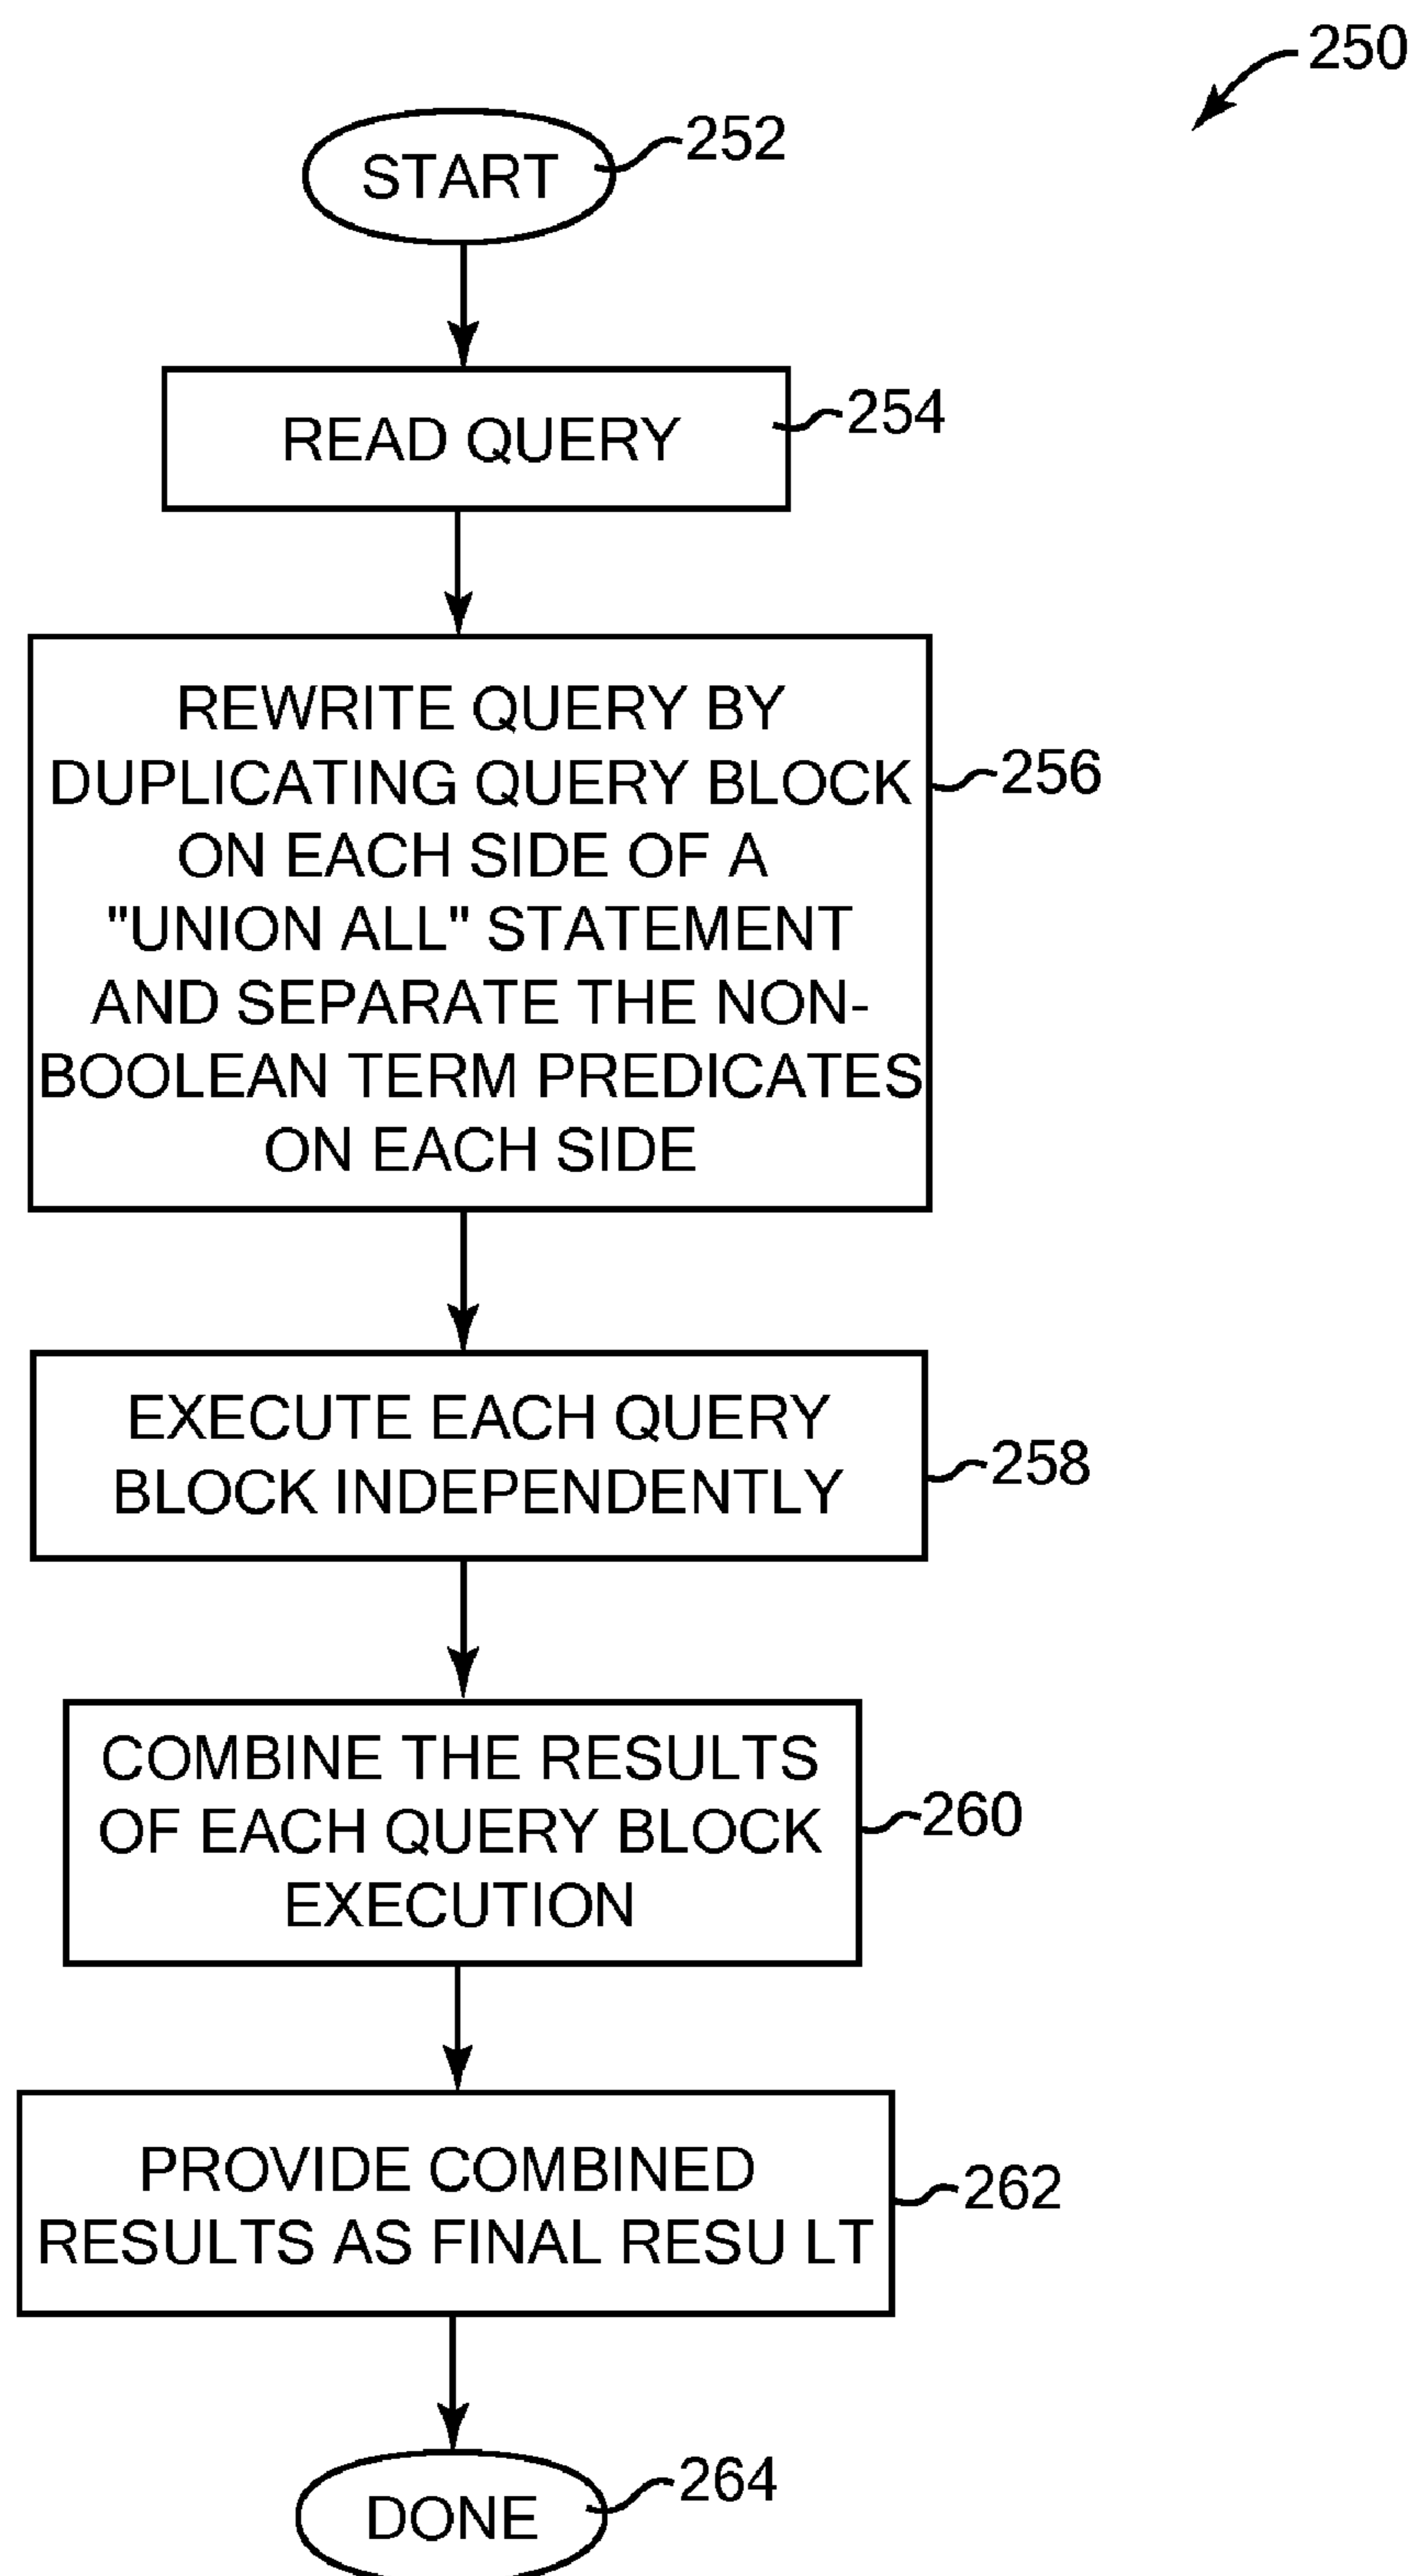 250
START
252
READ QUERY
254
REWRITE QUERY BY
DUPLICATING QUERY BLOCK
ON EACH SIDE OF A
"UNION ALL" STATEMENT
AND SEPARATE THE NON-
BOOLEAN TERM PREDICATES
ON EACH SIDE
256
EXECUTE EACH QUERY
BLOCK INDEPENDENTLY
258
COMBINE THE RESULTS
OF EACH QUERY BLOCK
EXECUTION
260
PROVIDE COMBINED
RESULTS AS FINAL RESU LT
262
DONE
264